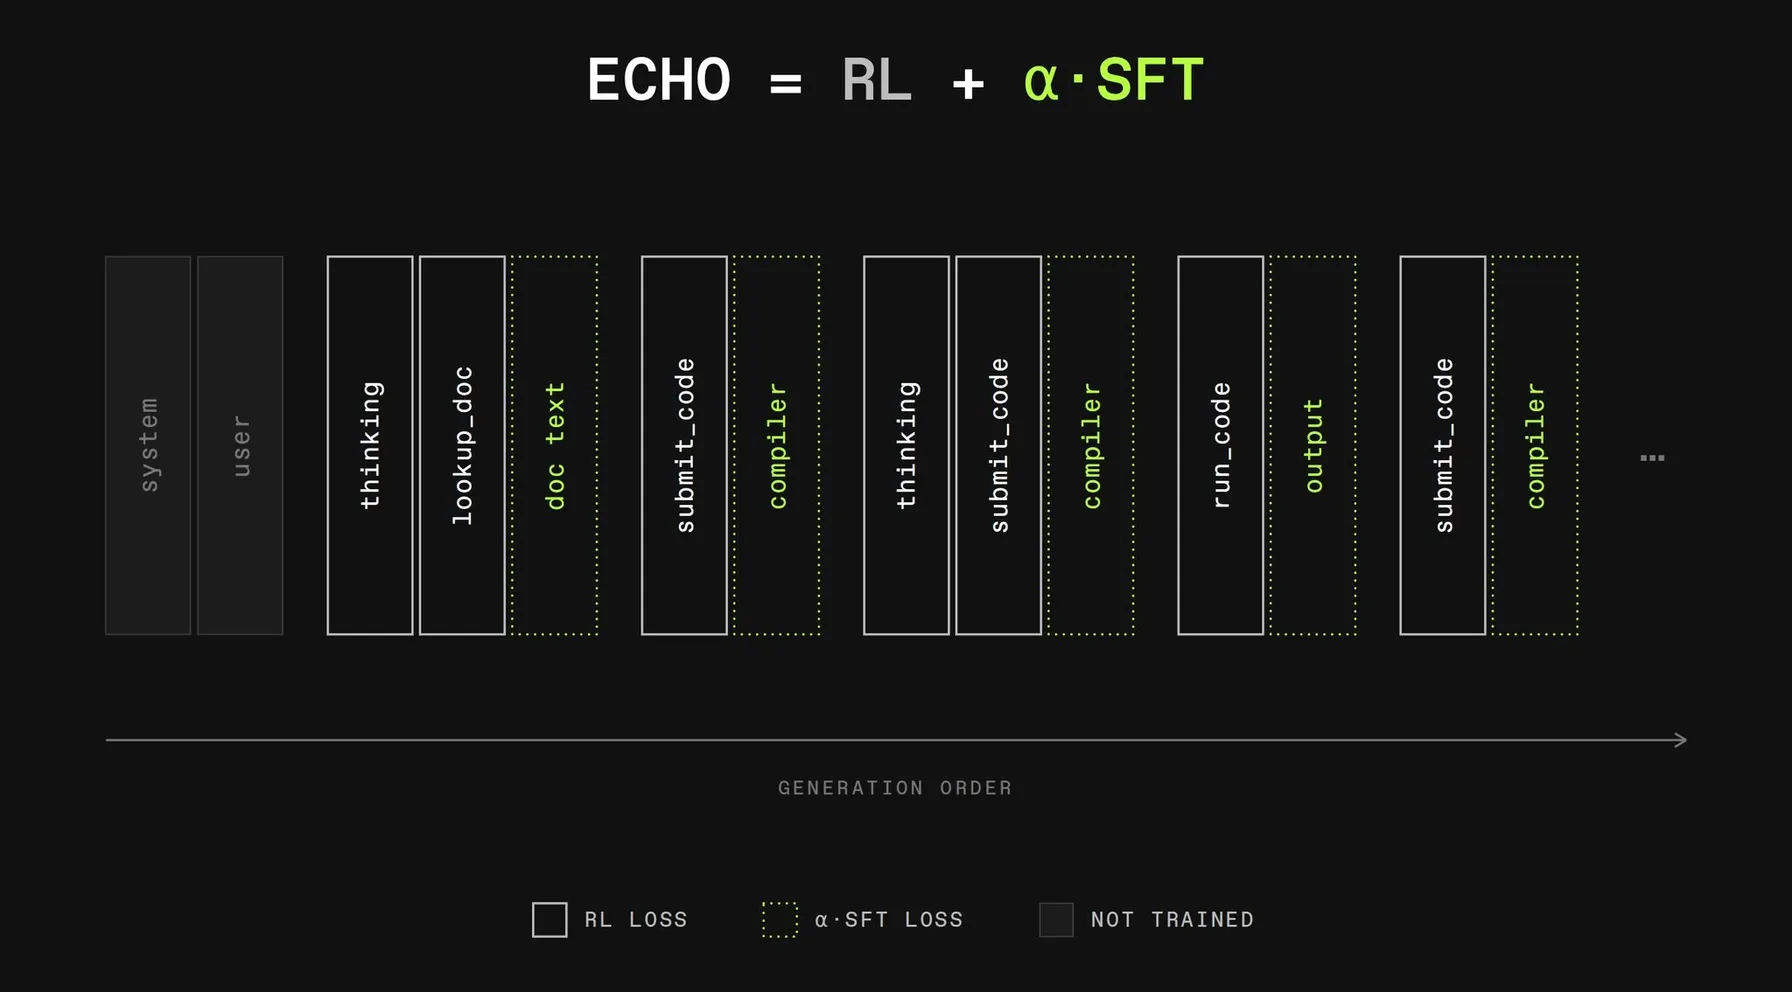 ECHO = RL + α·SFT
system
user
thinking
lookup_doc
doc text
submit_code
compiler
thinking
submit_code
compiler
run_code
output
submit_code
compiler
…
GENERATION ORDER
RL LOSS
α·SFT LOSS
NOT TRAINED